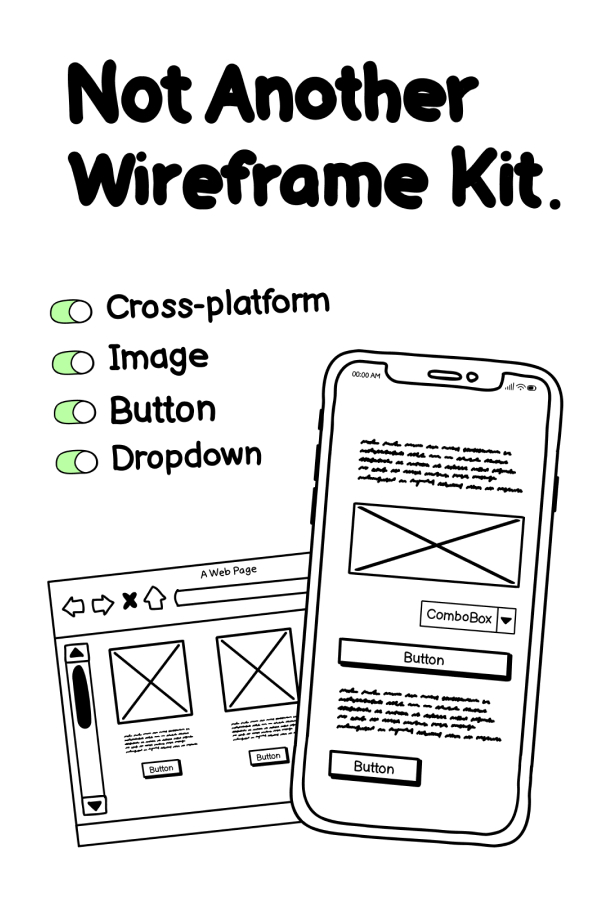 Not Another
Wireframe Kit.
Cross-platform
Image
Button
Dropdown
00:00 AM
ComboBox
Button
Button
A Web Page
Button
Button